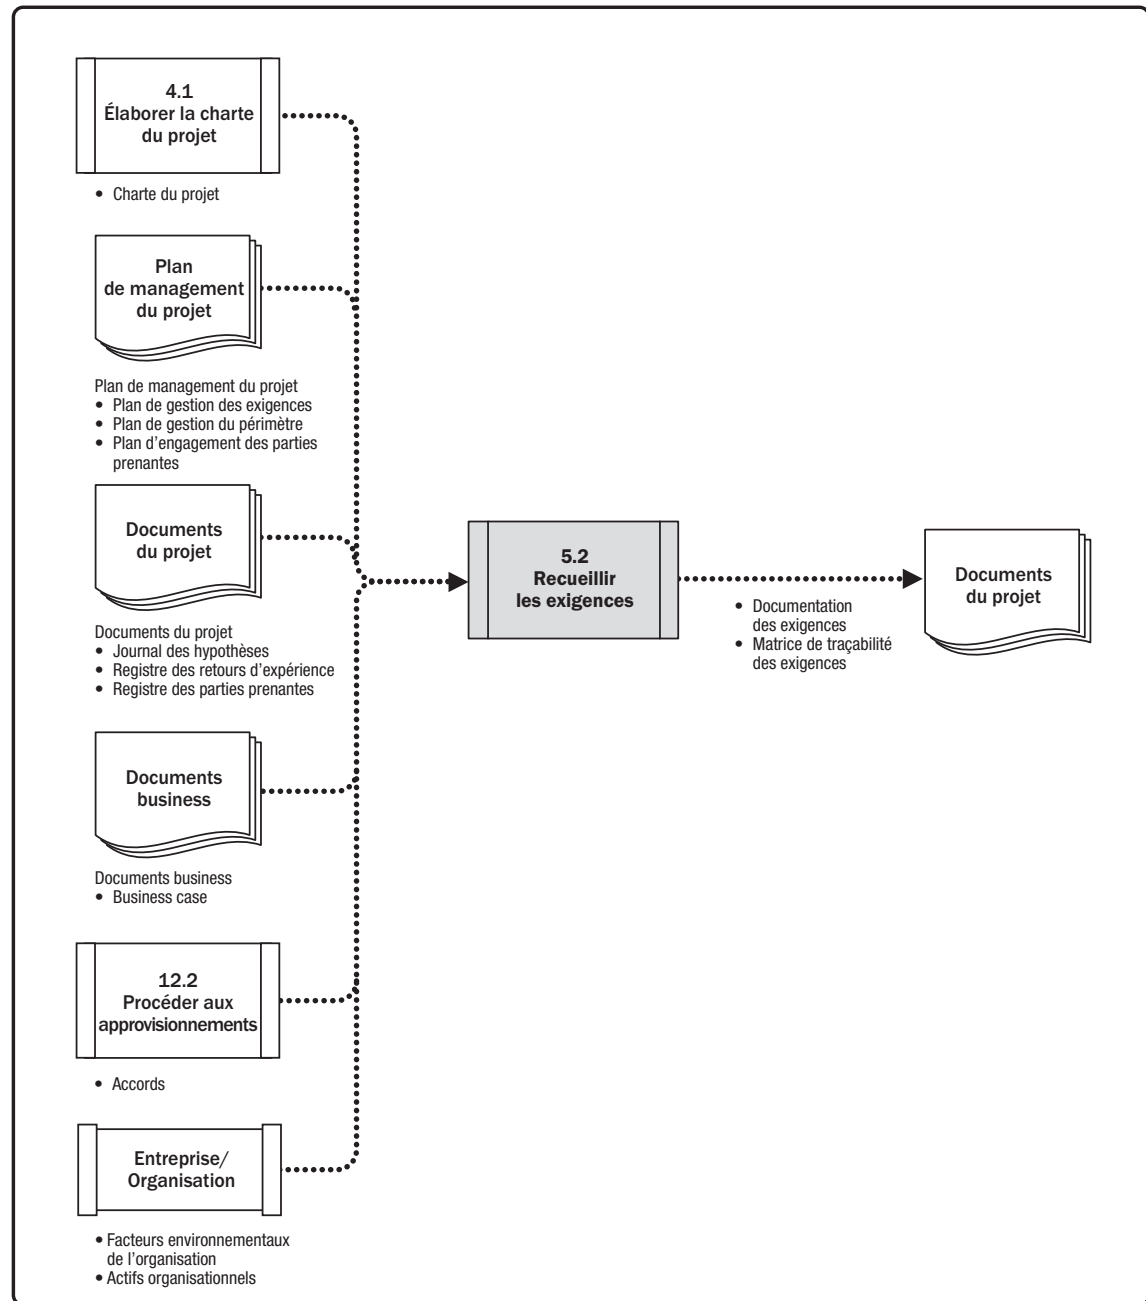 4.1
Élaborer la charte
du projet
• Charte du projet
Plan
de management
du projet
Plan de management du projet
• Plan de gestion des exigences
• Plan de gestion du périmètre
• Plan d'engagement des parties
prenantes
Documents
du projet
Documents du projet
• Journal des hypothèses
• Registre des retours d'expérience
• Registre des parties prenantes
Documents
business
Documents business
• Business case
12.2
Procéder aux
approvisionnements
• Accords
Entreprise/
Organisation
• Facteurs environnementaux
de l'organisation
• Actifs organisationnels
5.2
Recueillir
les exigences
• Documentation
des exigences
• Matrice de traçabilité
des exigences
Documents
du projet